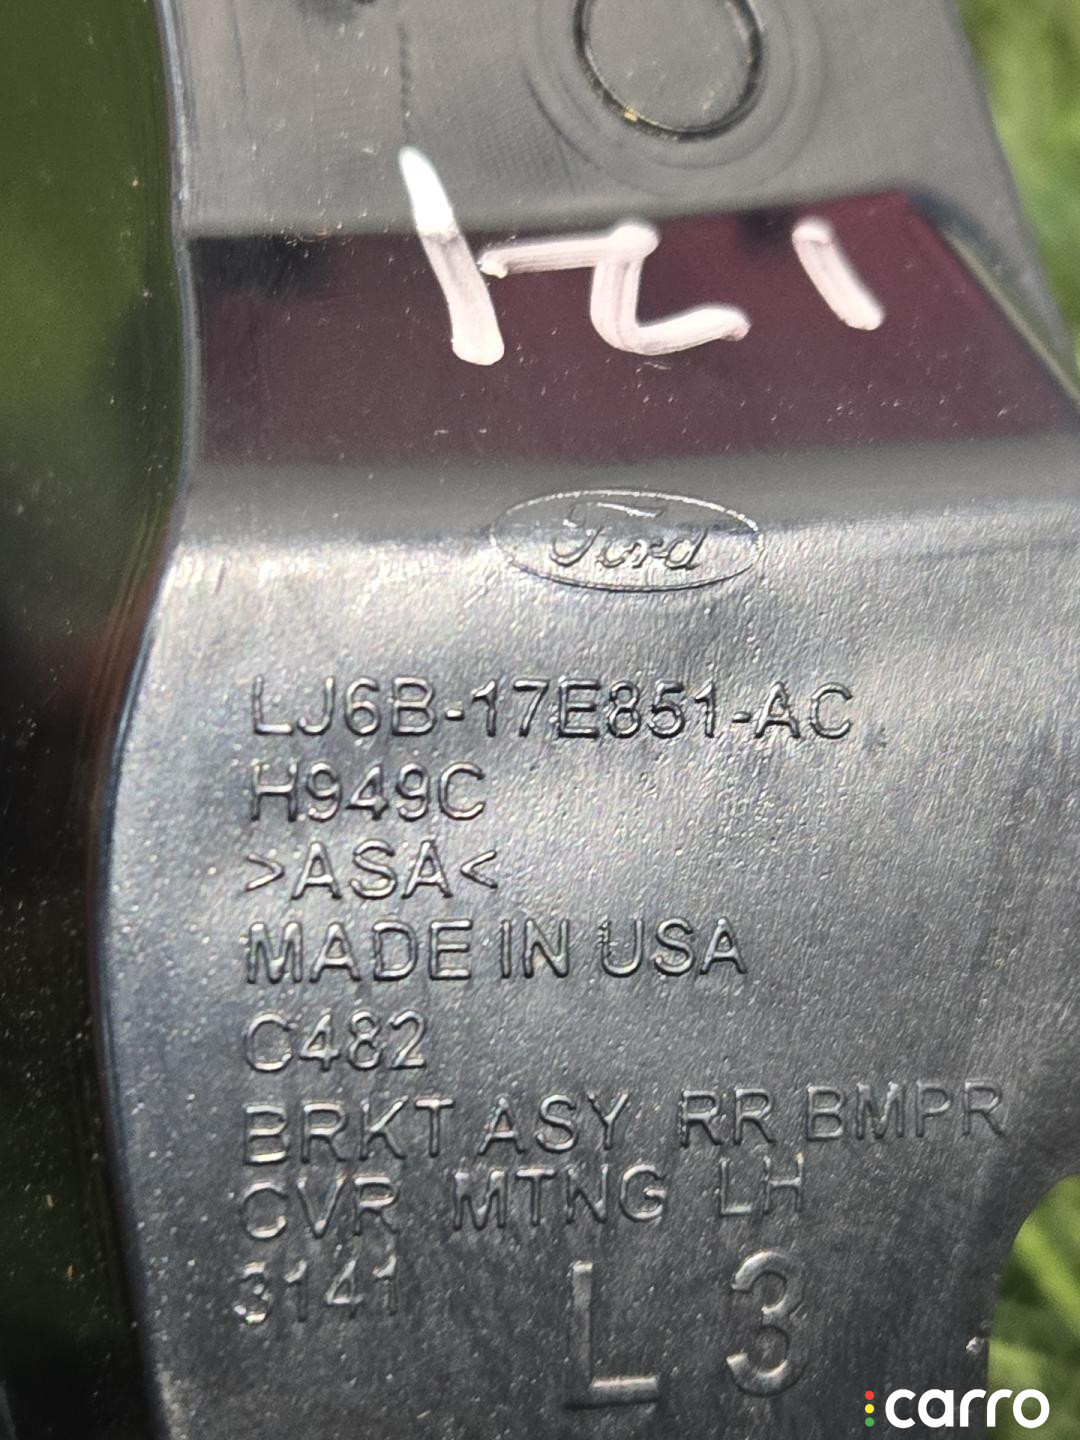 Ford
LJ6B-17E851-AC
H949C
>ASA<
MADE IN USA
C482
BRKT ASY RR BMPR
CVR MTNG LH
3141
L 3
carro